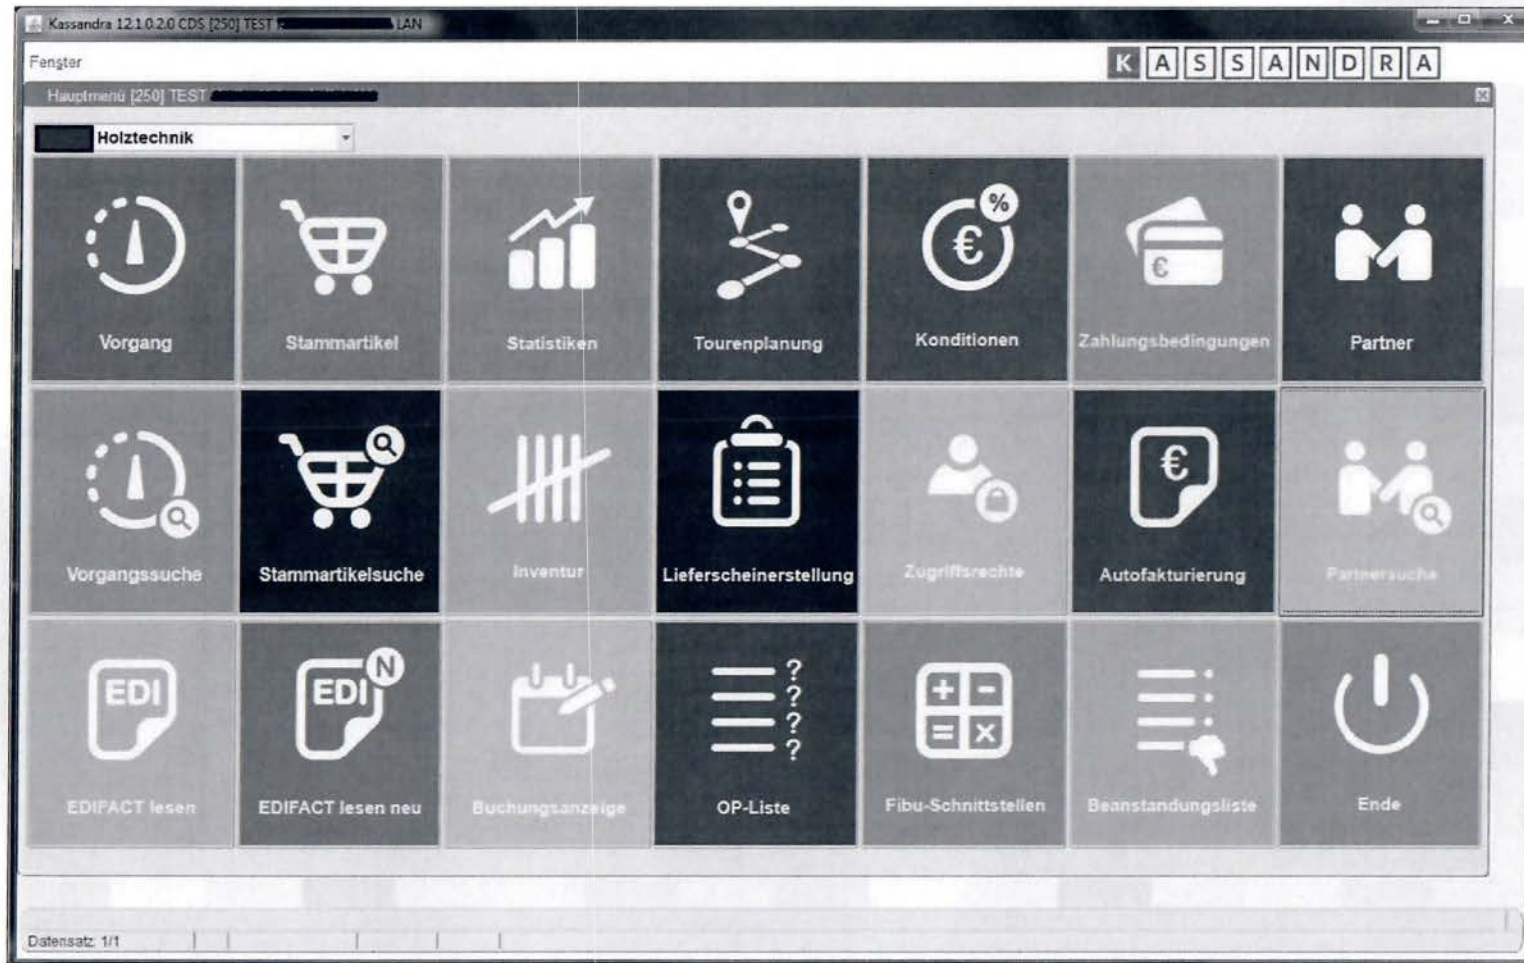 Kassandra 12.1.0.2.0 CDS [250] TEST LAN
Fenster
KASSANDRA
Hauptmenü [250] TEST
Holztechnik
%
€
€
Vorgang Stammartikel Statistiken Tourenplanung Konditionen Zahlungsbedingungen Partner
€
Vorgangssuche Stammartikelsuche Inventur Lieferscheinerstellung Zugriffsrechte Autofakturierung Partnersuche
EDI EDI N ? ? ? ? + - = x
EDIFACT lesen EDIFACT lesen neu Buchungsanzeige OP-Liste Fibu-Schnittstellen Beanstandungsliste Ende
Datensatz: 1/1